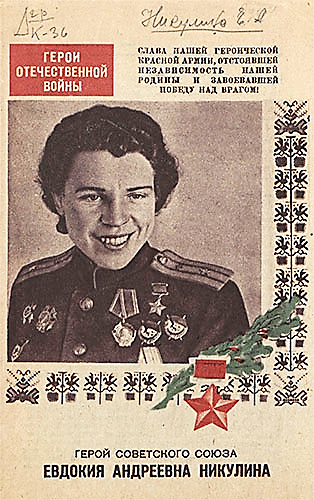 К-36
Никулина Е. А
ГЕРОИ
ОТЕЧЕСТВЕННОЙ
ВОЙНЫ
СЛАВА НАШЕЙ ГЕРОИЧЕСКОЙ
КРАСНОЙ АРМИИ, ОТСТОЯВШЕЙ
НЕЗАВИСИМОСТЬ НАШЕЙ
РОДИНЫ И ЗАВОЕВАВШЕЙ
ПОБЕДУ НАД ВРАГОМ!
ГЕРОЙ СОВЕТСКОГО СОЮЗА
ЕВДОКИЯ АНДРЕЕВНА НИКУЛИНА